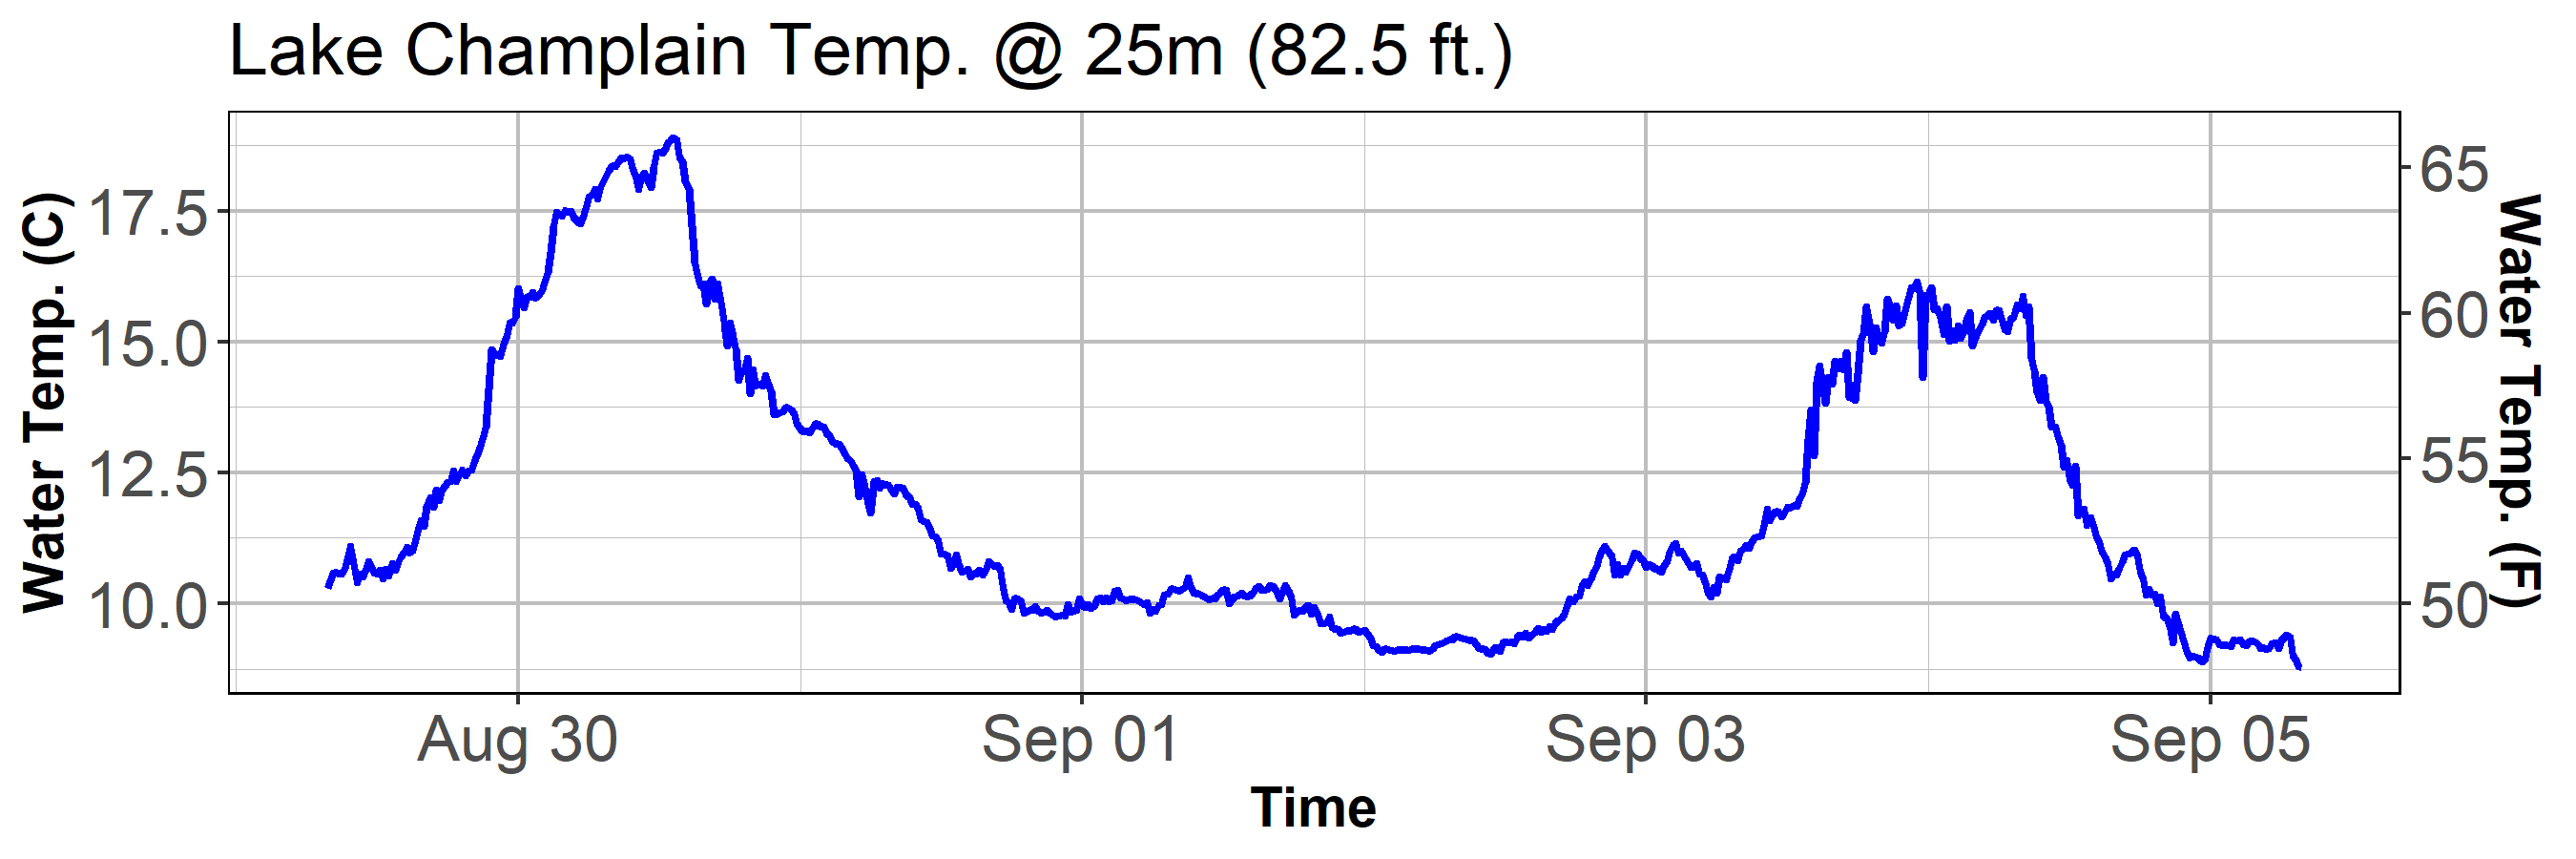 Lake Champlain Temp. @ 25m (82.5 ft.)
Water Temp. (C)
17.5
15.0
12.5
10.0
65
60
55
50
Water Temp. (F)
Aug 30
Sep 01
Sep 03
Sep 05
Time